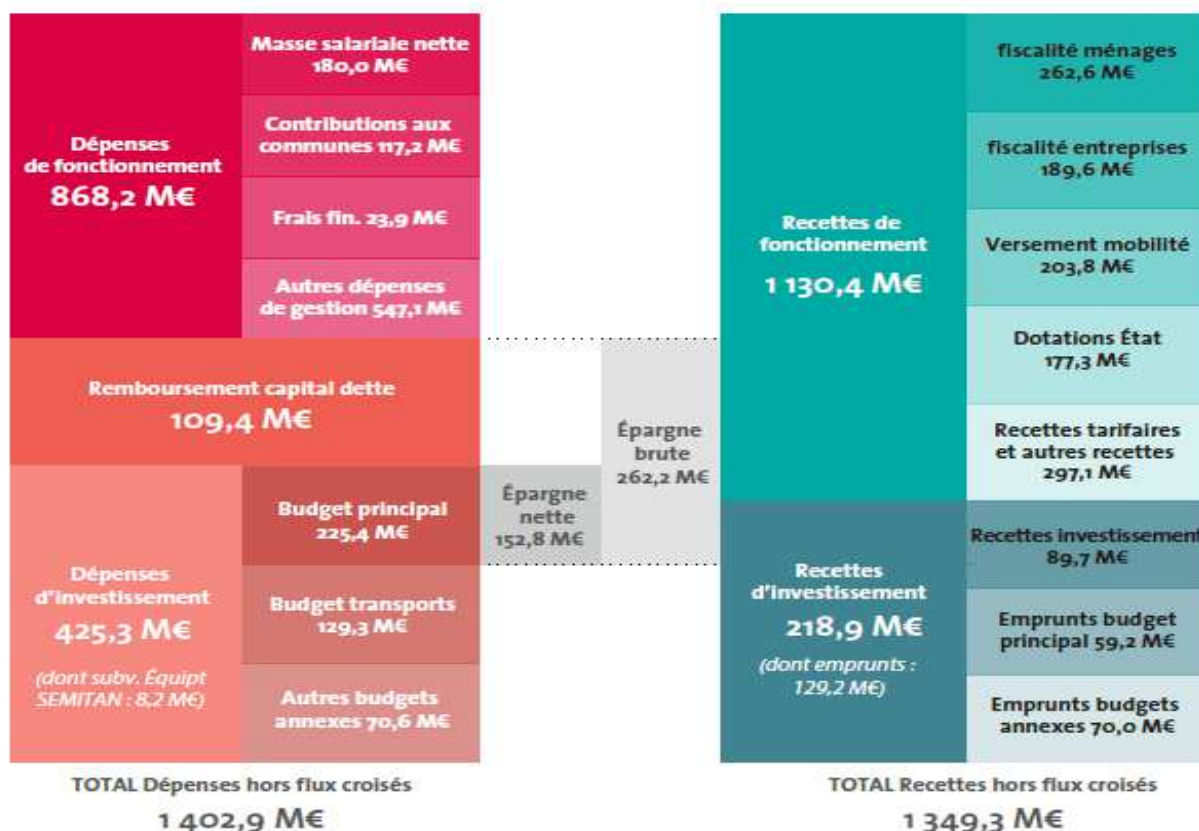 Dépenses
de fonctionnement
868,2 M€
Masse salariale nette
180,0 M€
Contributions aux
communes 117,2 M€
Frais fin. 23,9 M€
Autres dépenses
de gestion 547,1 M€
Remboursement capital dette
109,4 M€
Dépenses
d'investissement
425,3 M€
(dont subv. Équipt
SEMITAN : 8,2 M€)
Budget principal
225,4 M€
Budget transports
129,3 M€
Autres budgets
annexes 70,6 M€
TOTAL Dépenses hors flux croisés
1 402,9 M€
Épargne
nette
152,8 M€
Épargne
brute
262,2 M€
Recettes de
fonctionnement
1 130,4 M€
fiscalité ménages
262,6 M€
fiscalité entreprises
189,6 M€
Versement mobilité
203,8 M€
Dotations État
177,3 M€
Recettes tarifaires
et autres recettes
297,1 M€
Recettes
d'investissement
218,9 M€
(dont emprunts :
129,2 M€)
Recettes investissement
89,7 M€
Emprunts budget
principal 59,2 M€
Emprunts budgets
annexes 70,0 M€
TOTAL Recettes hors flux croisés
1 349,3 M€